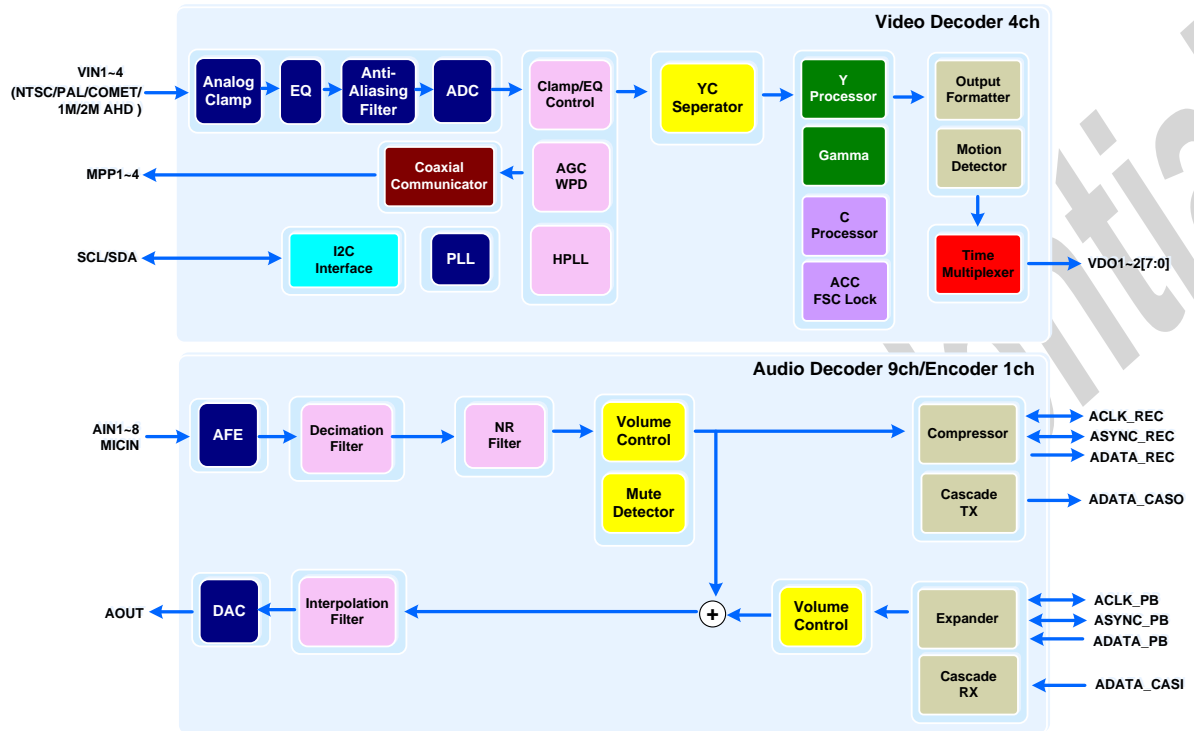 Video Decoder 4ch
VIN1~4
(NTSC/PAL/COMET/
1M/2M AHD )
Analog
Clamp
EQ
Anti-
Aliasing
Filter
ADC
Clamp/EQ
Control
YC
Seperator
Y
Processor
Output
Formatter
Gamma
Motion
Detector
MPP1~4
Coaxial
Communicator
AGC
WPD
C
Processor
SCL/SDA
I2C
Interface
PLL
HPLL
ACC
FSC Lock
Time
Multiplexer
VDO1~2[7:0]
Audio Decoder 9ch/Encoder 1ch
AIN1~8
MICIN
AFE
Decimation
Filter
NR
Filter
Volume
Control
Mute
Detector
Compressor
ACLK_REC
ASYNC_REC
ADATA_REC
Cascade
TX
ADATA_CASO
AOUT
DAC
Interpolation
Filter
+
Volume
Control
Expander
ACLK_PB
ASYNC_PB
ADATA_PB
Cascade
RX
ADATA_CASI